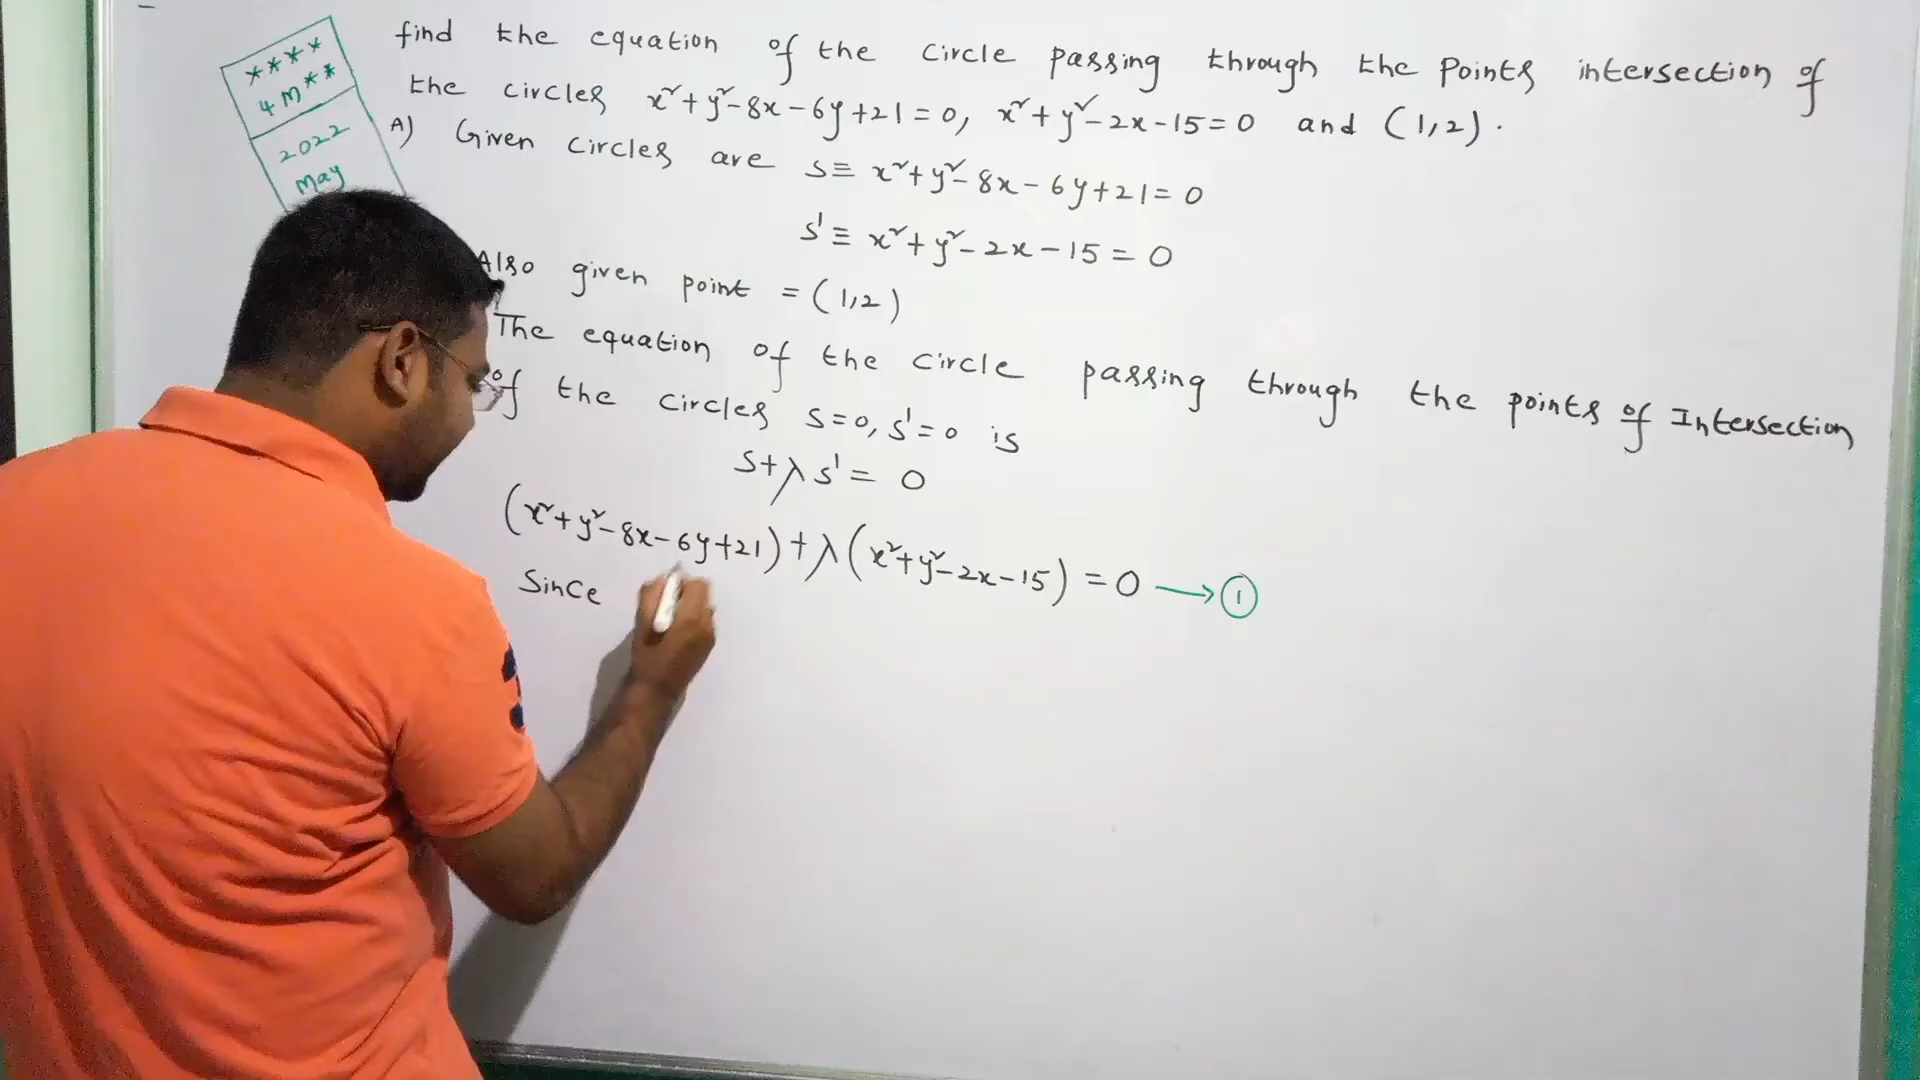 ****
4 M**
2022
May
find the equation of the circle passing through the points intersection of
the circles x²+y²-8x-6y+21=0, x²+y²-2x-15=0 and (1,2).
A) Given circles are s≡ x²+y²-8x-6y+21=0
s'≡ x²+y²-2x-15=0
Also given point = (1,2)
The equation of the circle passing through the points of Intersection
of the circles s=0, s'=0 is
s+λs'= 0
(x²+y²-8x-6y+21)+λ(x²+y²-2x-15)=0 → ①
Since